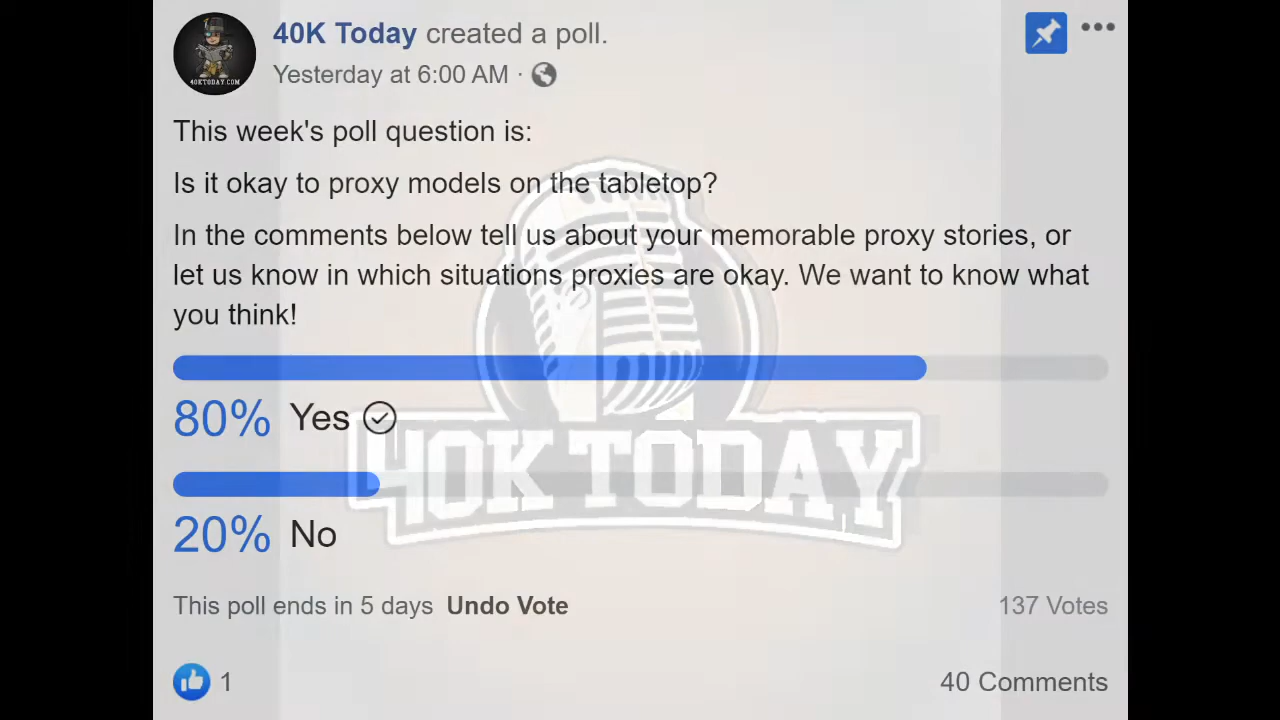 40K Today created a poll.
40KTODAY.COM
Yesterday at 6:00 AM ·
This week's poll question is:
Is it okay to proxy models on the tabletop?
In the comments below tell us about your memorable proxy stories, or
let us know in which situations proxies are okay. We want to know what
you think!
80% Yes
40K TODAY
20% No
This poll ends in 5 days Undo Vote 137 Votes
1 40 Comments